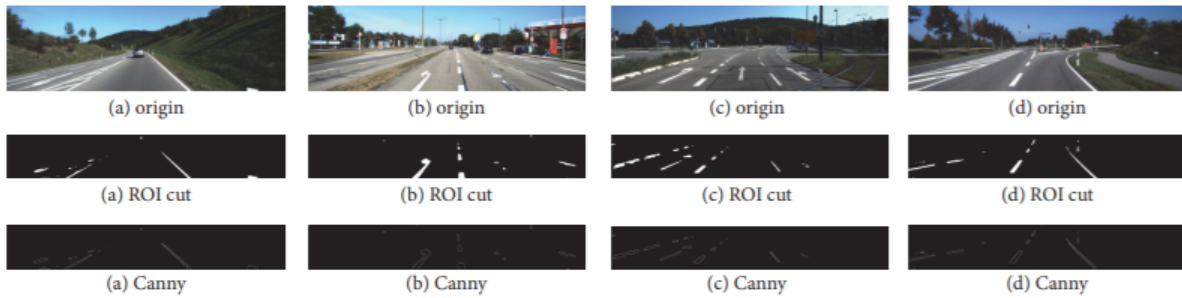 (a) origin
(b) origin
(c) origin
(d) origin
(a) ROI cut
(b) ROI cut
(c) ROI cut
(d) ROI cut
(a) Canny
(b) Canny
(c) Canny
(d) Canny